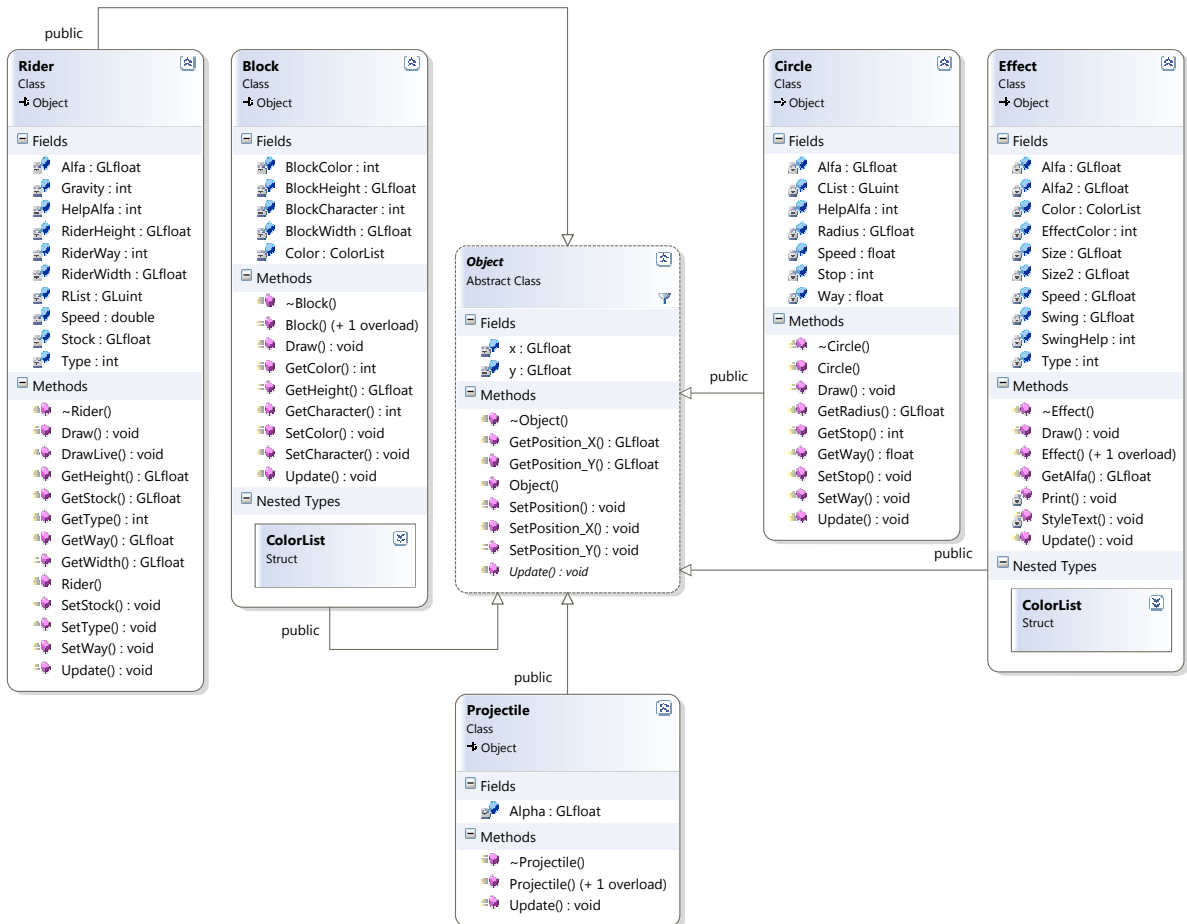 public
Rider
Class
Object
Fields
Alfa : GLfloat
Gravity : int
HelpAlfa : int
RiderHeight : GLfloat
RiderWay : int
RiderWidth : GLfloat
RList : GLuint
Speed : double
Stock : GLfloat
Type : int
Methods
~Rider()
Draw() : void
DrawLive() : void
GetHeight() : GLfloat
GetStock() : GLfloat
GetType() : int
GetWay() : GLfloat
GetWidth() : GLfloat
Rider()
SetStock() : void
SetType() : void
SetWay() : void
Update() : void
Block
Class
Object
Fields
BlockColor : int
BlockHeight : GLfloat
BlockCharacter : int
BlockWidth : GLfloat
Color : ColorList
Methods
~Block()
Block() (+ 1 overload)
Draw() : void
GetColor() : int
GetHeight() : GLfloat
GetCharacter() : int
SetColor() : void
SetCharacter() : void
Update() : void
Nested Types
ColorList
Struct
public
Object
Abstract Class
Fields
x : GLfloat
y : GLfloat
Methods
~Object()
GetPosition_X() : GLfloat
GetPosition_Y() : GLfloat
Object()
SetPosition() : void
SetPosition_X() : void
SetPosition_Y() : void
Update() : void
public
Projectile
Class
Object
Fields
Alpha : GLfloat
Methods
~Projectile()
Projectile() (+ 1 overload)
Update() : void
public
Circle
Class
Object
Fields
Alfa : GLfloat
CList : GLuint
HelpAlfa : int
Radius : GLfloat
Speed : float
Stop : int
Way : float
Methods
~Circle()
Circle()
Draw() : void
GetRadius() : GLfloat
GetStop() : int
GetWay() : float
SetStop() : void
SetWay() : void
Update() : void
public
Effect
Class
Object
Fields
Alfa : GLfloat
Alfa2 : GLfloat
Color : ColorList
EffectColor : int
Size : GLfloat
Size2 : GLfloat
Speed : GLfloat
Swing : GLfloat
SwingHelp : int
Type : int
Methods
~Effect()
Draw() : void
Effect() (+ 1 overload)
GetAlfa() : GLfloat
Print() : void
StyleText() : void
Update() : void
Nested Types
ColorList
Struct